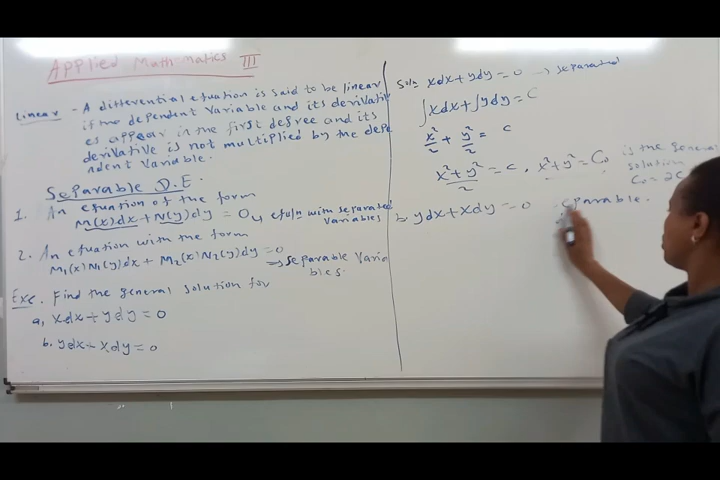 Applied Mathematics III
Linear - A differential equation is said to be linear
if the dependent Variable and its derivativ
es appear in the first degree and its
derivative is not multiplied by the depe
ndent Variable.
Separable D.E.
1. An equation of the form
M(x)dx + N(y)dy = 0, equn with separated
Variables
2. An equation with the form
M₁(x)N₁(y)dx + M₂(x)N₂(y)dy = 0
⇒ Separable Varia
bles.
Exe. Find the general solution for
a, xdx + ydy = 0
b. ydx + xdy = 0
Soln xdx + ydy = 0 → separated
∫xdx + ∫ydy = C
x²/2 + y²/2 = c
(x² + y²)/2 = c, x² + y² = C₀ is the general
solution
C₀ = 2C
b, ydx + xdy = 0 separable.